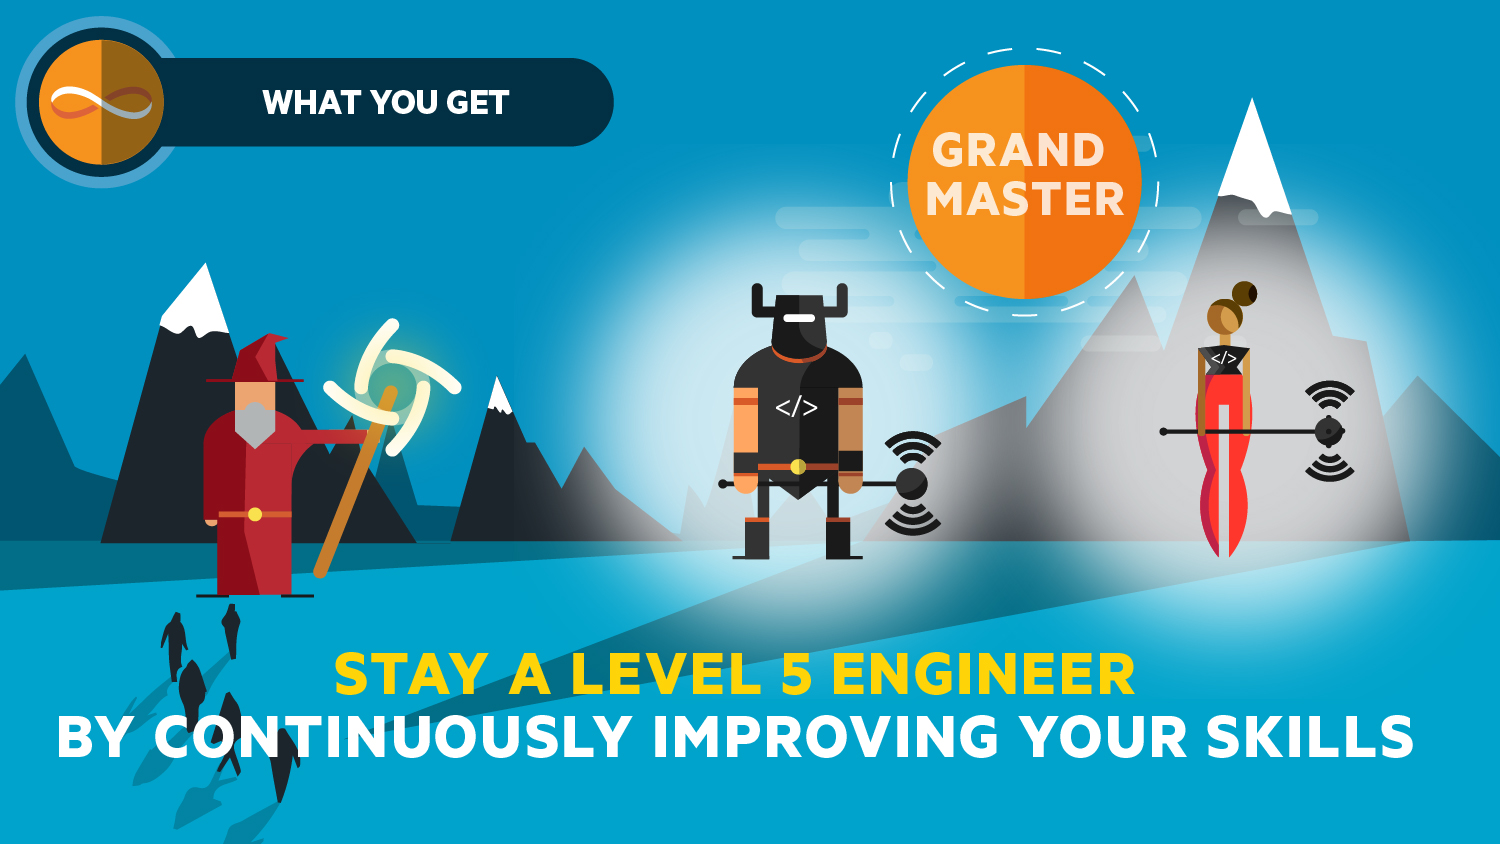 WHAT YOU GET
GRAND
MASTER
</>
</>
STAY A LEVEL 5 ENGINEER
BY CONTINUOUSLY IMPROVING YOUR SKILLS